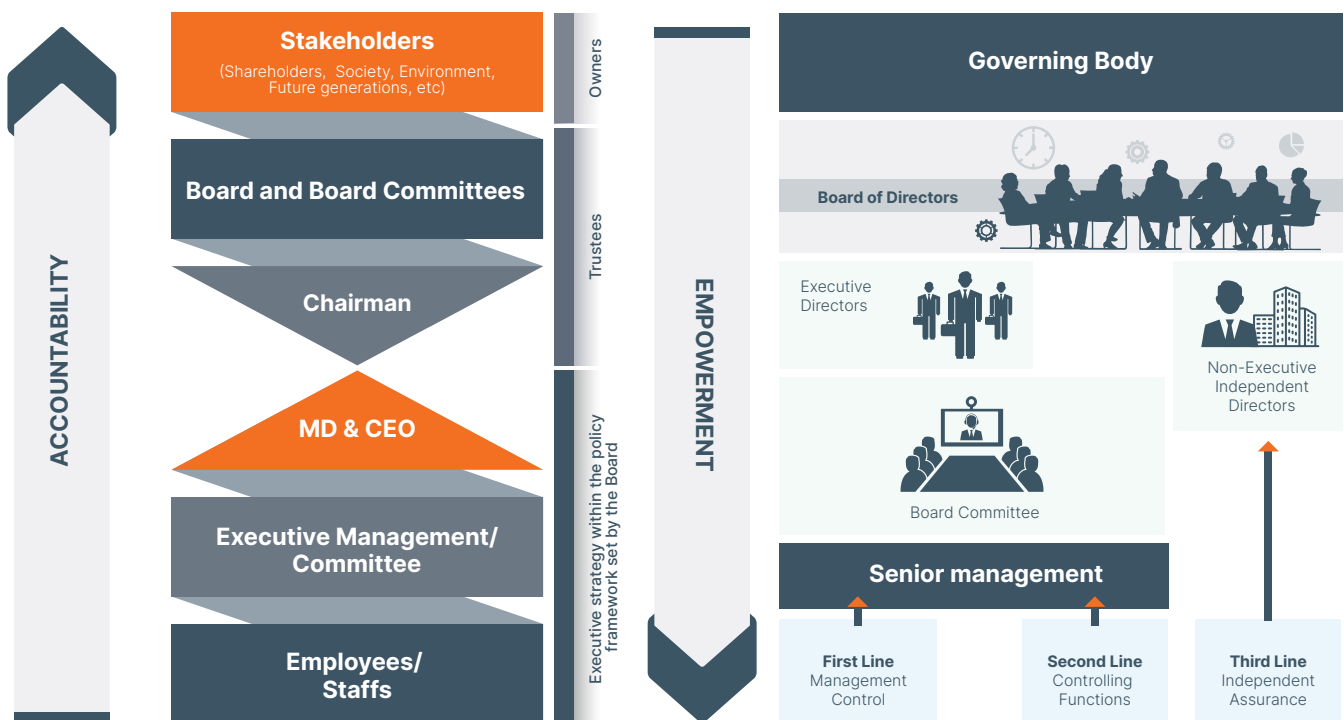 ACCOUNTABILITY
Stakeholders
(Shareholders, Society, Environment,
Future generations, etc)
Board and Board Committees
Chairman
MD & CEO
Executive Management/
Committee
Employees/
Staffs
Owners
Trustees
Executive strategy within the policy
framework set by the Board
EMPOWERMENT
Governing Body
Board of Directors
Executive
Directors
Non-Executive
Independent
Directors
Board Committee
Senior management
First Line
Management
Control
Second Line
Controlling
Functions
Third Line
Independent
Assurance